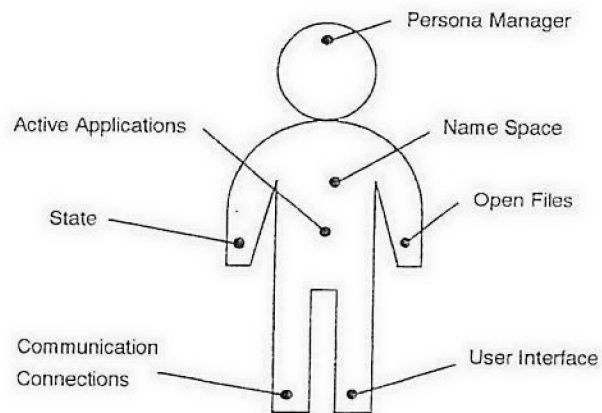 Persona Manager
Active Applications
Name Space
State
Open Files
Communication
Connections
User Interface